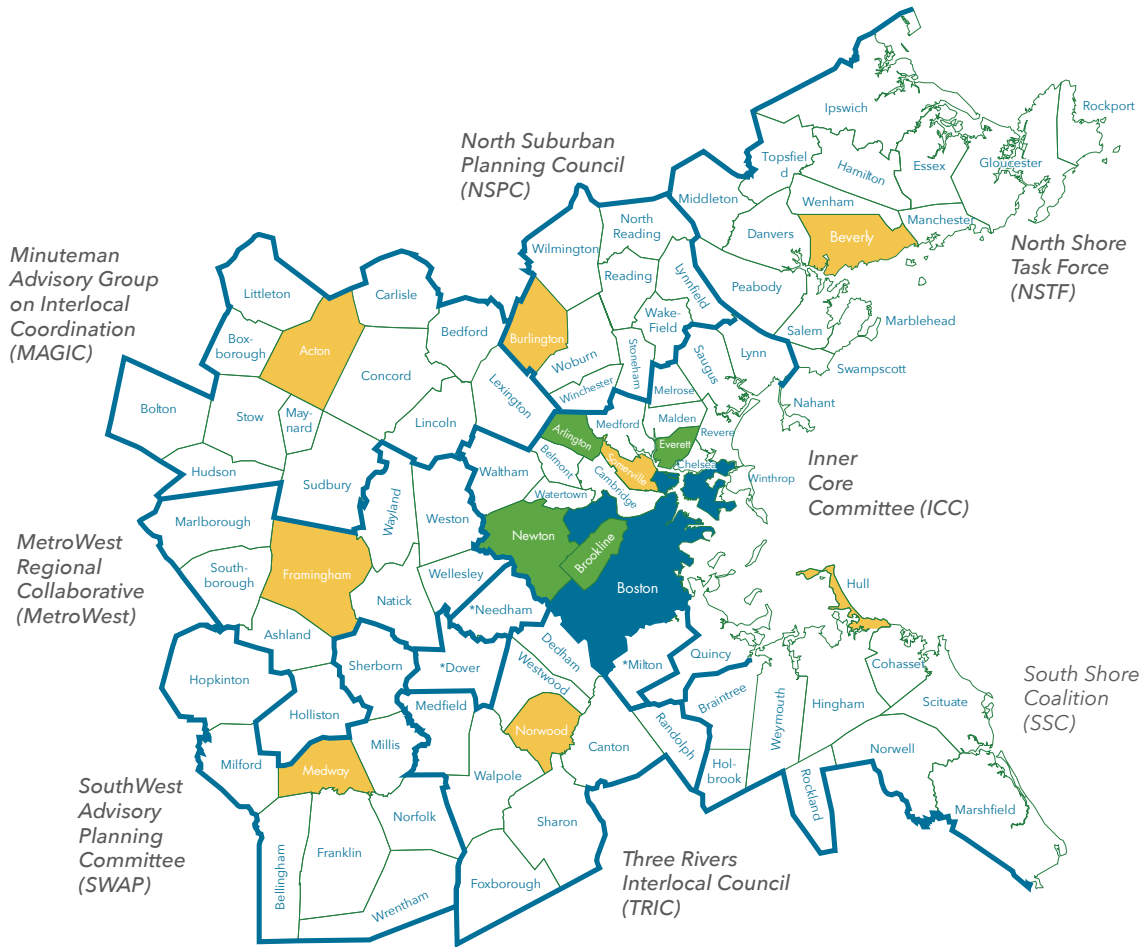 Ipswich
Rockport
North Suburban
Planning Council
(NSPC)
Topsfiel
d
Hamilton
Essex
Gloucester
Middleton
Wenham
Manchester
North
Reading
Danvers
Beverly
North Shore
Task Force
(NSTF)
Wilmington
Minuteman
Advisory Group
on Interlocal
Coordination
(MAGIC)
Reading
Lynnfield
Peabody
Littleton
Carlisle
Wake-
Field
Salem
Marblehead
Bedford
Burlington
Box-
borough
Acton
Woburn
Stoneham
Saugus
Lynn
Swampscott
Concord
Lexington
Winchester
Melrose
Nahant
Bolton
Stow
May-
nard
Lincoln
Arlington
Medford
Malden
Revere
Everett
Hudson
Waltham
Belmont
Somerville
Chelsea
Winthrop
Inner
Core
Committee (ICC)
Sudbury
Cambridge
Watertown
Marlborough
Wayland
Weston
Newton
Brookline
MetroWest
Regional
Collaborative
(MetroWest)
South-
borough
Framingham
Wellesley
Boston
Hull
Natick
*Needham
Ashland
Sherborn
*Dover
Dedham
Westwood
*Milton
Quincy
Cohasset
South Shore
Coalition
(SSC)
Hopkinton
Holliston
Medfield
Braintree
Weymouth
Hingham
Scituate
Norwood
Randolph
Millis
Canton
Norwell
Milford
Medway
Walpole
Hol-
brook
Rockland
SouthWest
Advisory
Planning
Committee
(SWAP)
Norfolk
Sharon
Marshfield
Bellingham
Franklin
Three Rivers
Interlocal Council
(TRIC)
Foxborough
Wrentham